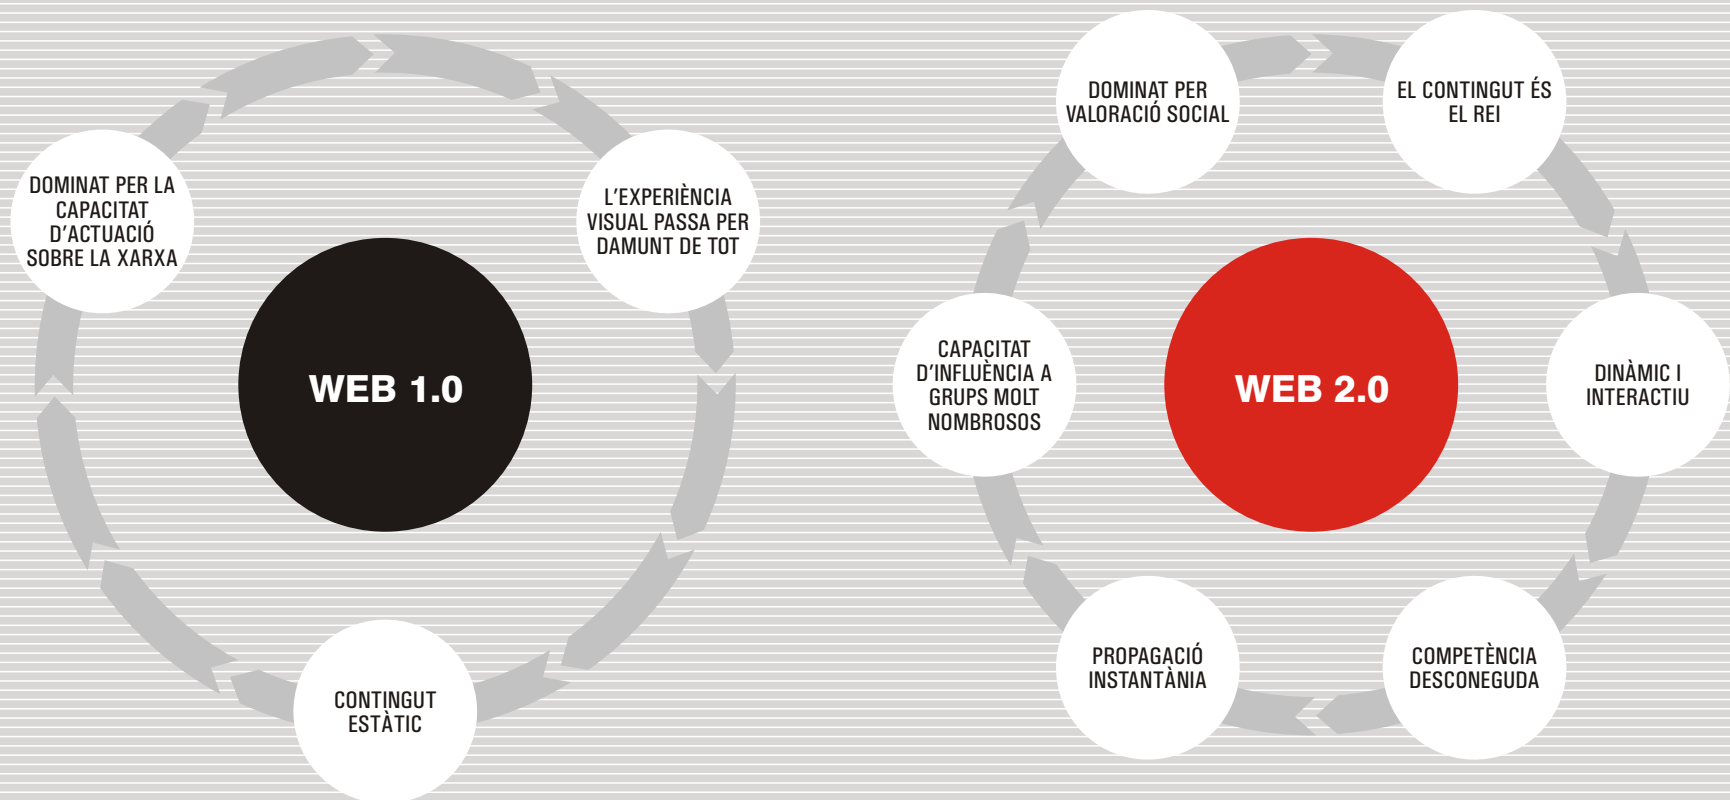 DOMINAT PER LA
CAPACITAT
D'ACTUACIÓ
SOBRE LA XARXA
L'EXPERIÈNCIA
VISUAL PASSA PER
DAMUNT DE TOT
WEB 1.0
CONTINGUT
ESTÀTIC
DOMINAT PER
VALORACIÓ SOCIAL
EL CONTINGUT ÉS
EL REI
CAPACITAT
D'INFLUÈNCIA A
GRUPS MOLT
NOMBROSOS
WEB 2.0
DINÀMIC I
INTERACTIU
PROPAGACIÓ
INSTANTÀNIA
COMPETÈNCIA
DESCONEGUDA